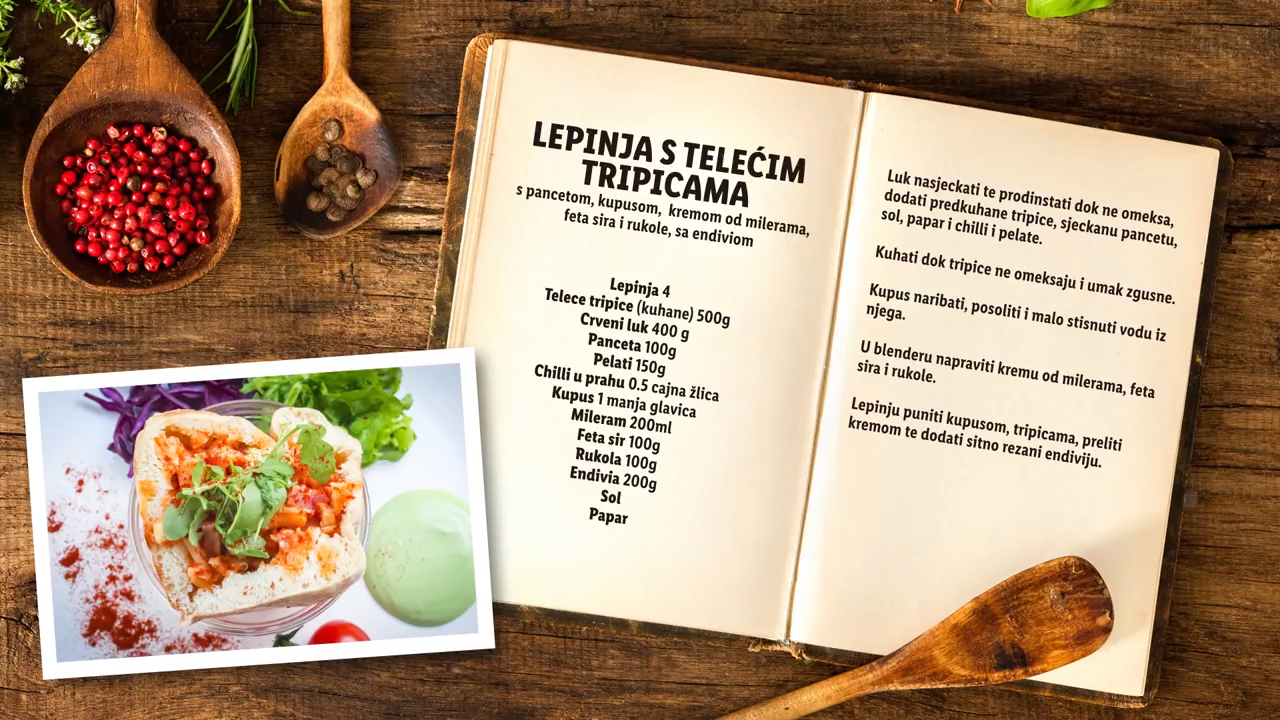 LEPINJA S TELEĆIM
TRIPICAMA
s pancetom, kupusom, kremom od milerama,
feta sira i rukole, sa endiviom
Lepinja 4
Telece tripice (kuhane) 500g
Crveni luk 400 g
Panceta 100g
Pelati 150g
Chilli u prahu 0.5 cajna žlica
Kupus 1 manja glavica
Mileram 200ml
Feta sir 100g
Rukola 100g
Endivia 200g
Sol
Papar
Luk nasjeckati te prodinstati dok ne omeksa,
dodati predkuhane tripice, sjeckanu pancetu,
sol, papar i chilli i pelate.
Kuhati dok tripice ne omeksaju i umak zgusne.
Kupus naribati, posoliti i malo stisnuti vodu iz
njega.
U blenderu napraviti kremu od milerama, feta
sira i rukole.
Lepinju puniti kupusom, tripicama, preliti
kremom te dodati sitno rezani endiviju.